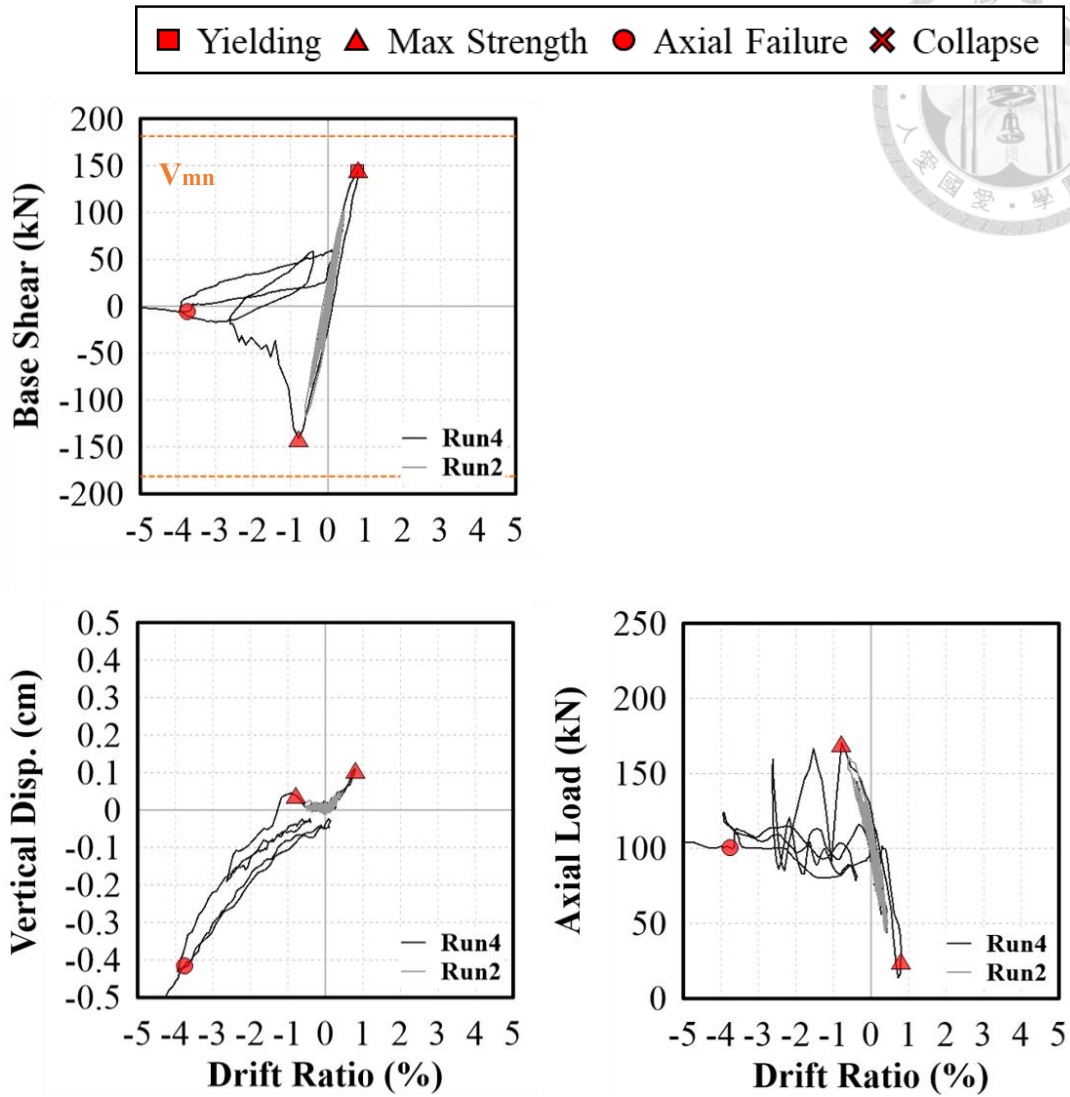 Yielding Max Strength Axial Failure Collapse
Base Shear (kN)
200
150
100
50
0
-50
-100
-150
-200
Vmn
Run4
Run2
-5 -4 -3 -2 -1 0 1 2 3 4 5
Vertical Disp. (cm)
0.5
0.4
0.3
0.2
0.1
0
-0.1
-0.2
-0.3
-0.4
-0.5
Run4
Run2
-5 -4 -3 -2 -1 0 1 2 3 4 5
Drift Ratio (%)
Axial Load (kN)
250
200
150
100
50
0
Run4
Run2
-5 -4 -3 -2 -1 0 1 2 3 4 5
Drift Ratio (%)
人愛國愛・學